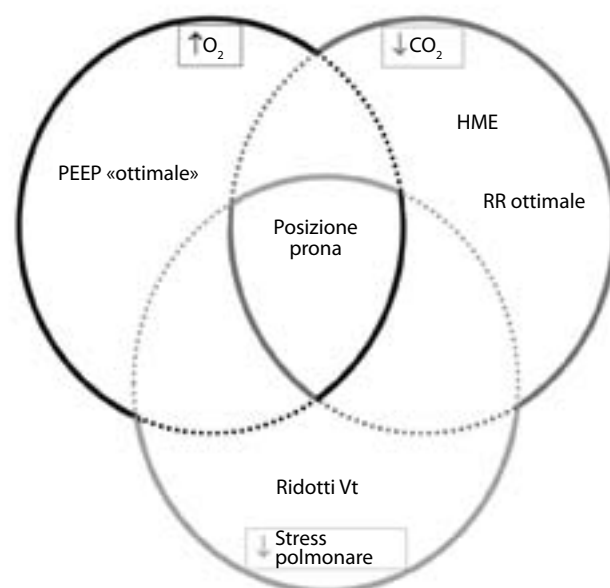 ↑O₂
↓CO₂
HME
PEEP «ottimale»
RR ottimale
Posizione
prona
Ridotti Vt
↓ Stress
polmonare